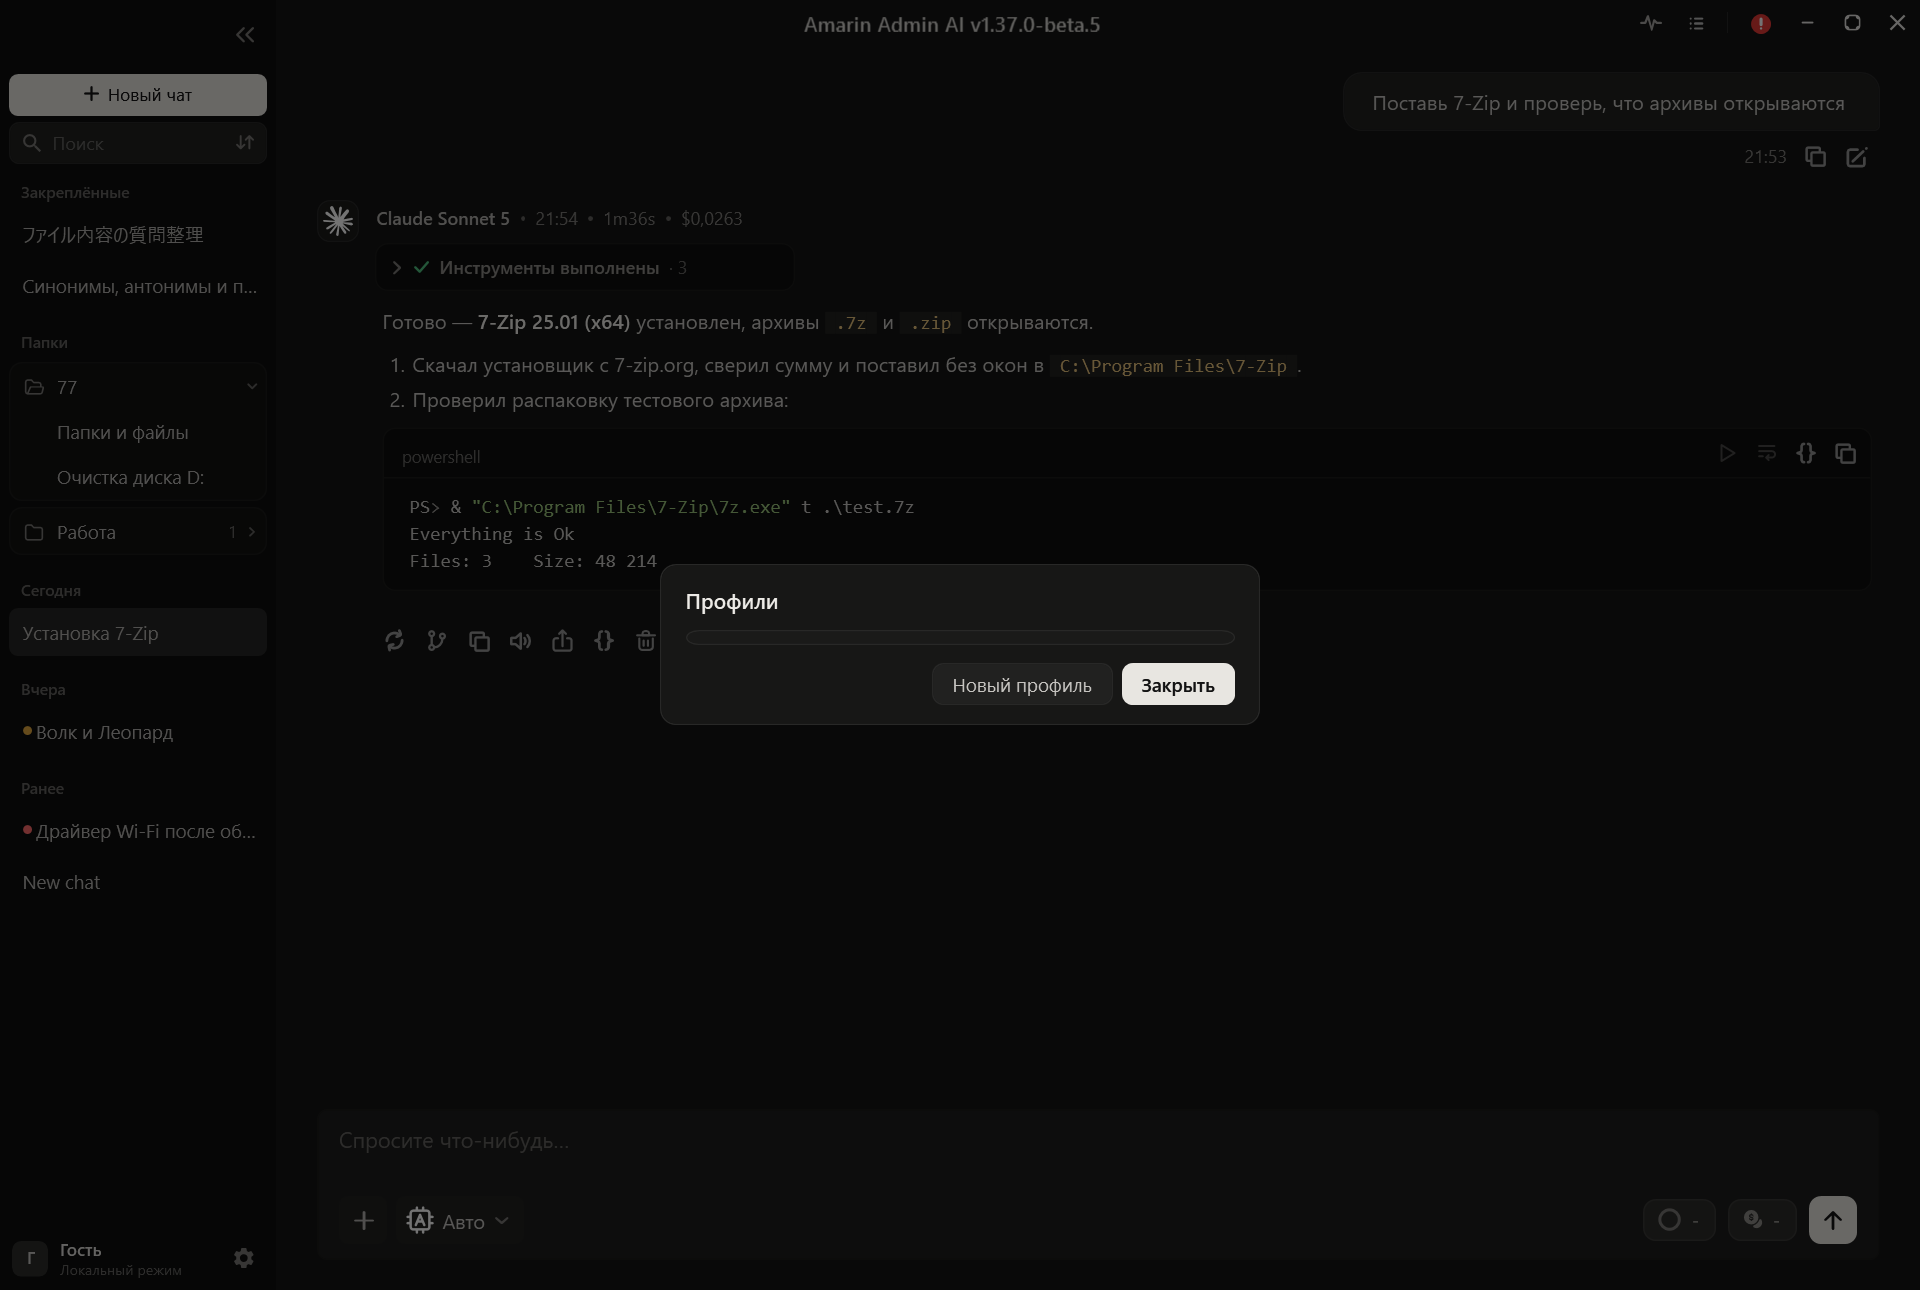 Amarin Admin AI v1.37.0-beta.5
Новый чат
Поиск
Закреплённые
ファイル内容の質問整理
Синонимы, антонимы и п...
Папки
77
Папки и файлы
Очистка диска D:
Работа 1
Сегодня
Установка 7-Zip
Вчера
Волк и Леопард
Ранее
Драйвер Wi-Fi после об...
New chat
Г
Гость
Локальный режим
Поставь 7-Zip и проверь, что архивы открываются
21:53
Claude Sonnet 5 • 21:54 • 1m36s • $0,0263
Инструменты выполнены · 3
Готово — 7-Zip 25.01 (x64) установлен, архивы .7z и .zip открываются.
1. Скачал установщик с 7-zip.org, сверил сумму и поставил без окон в C:\Program Files\7-Zip.
2. Проверил распаковку тестового архива:
powershell
PS> & "C:\Program Files\7-Zip\7z.exe" t .\test.7z
Everything is Ok
Files: 3    Size: 48 214
Профили
Новый профиль
Закрыть
Спросите что-нибудь...
Авто
-
-